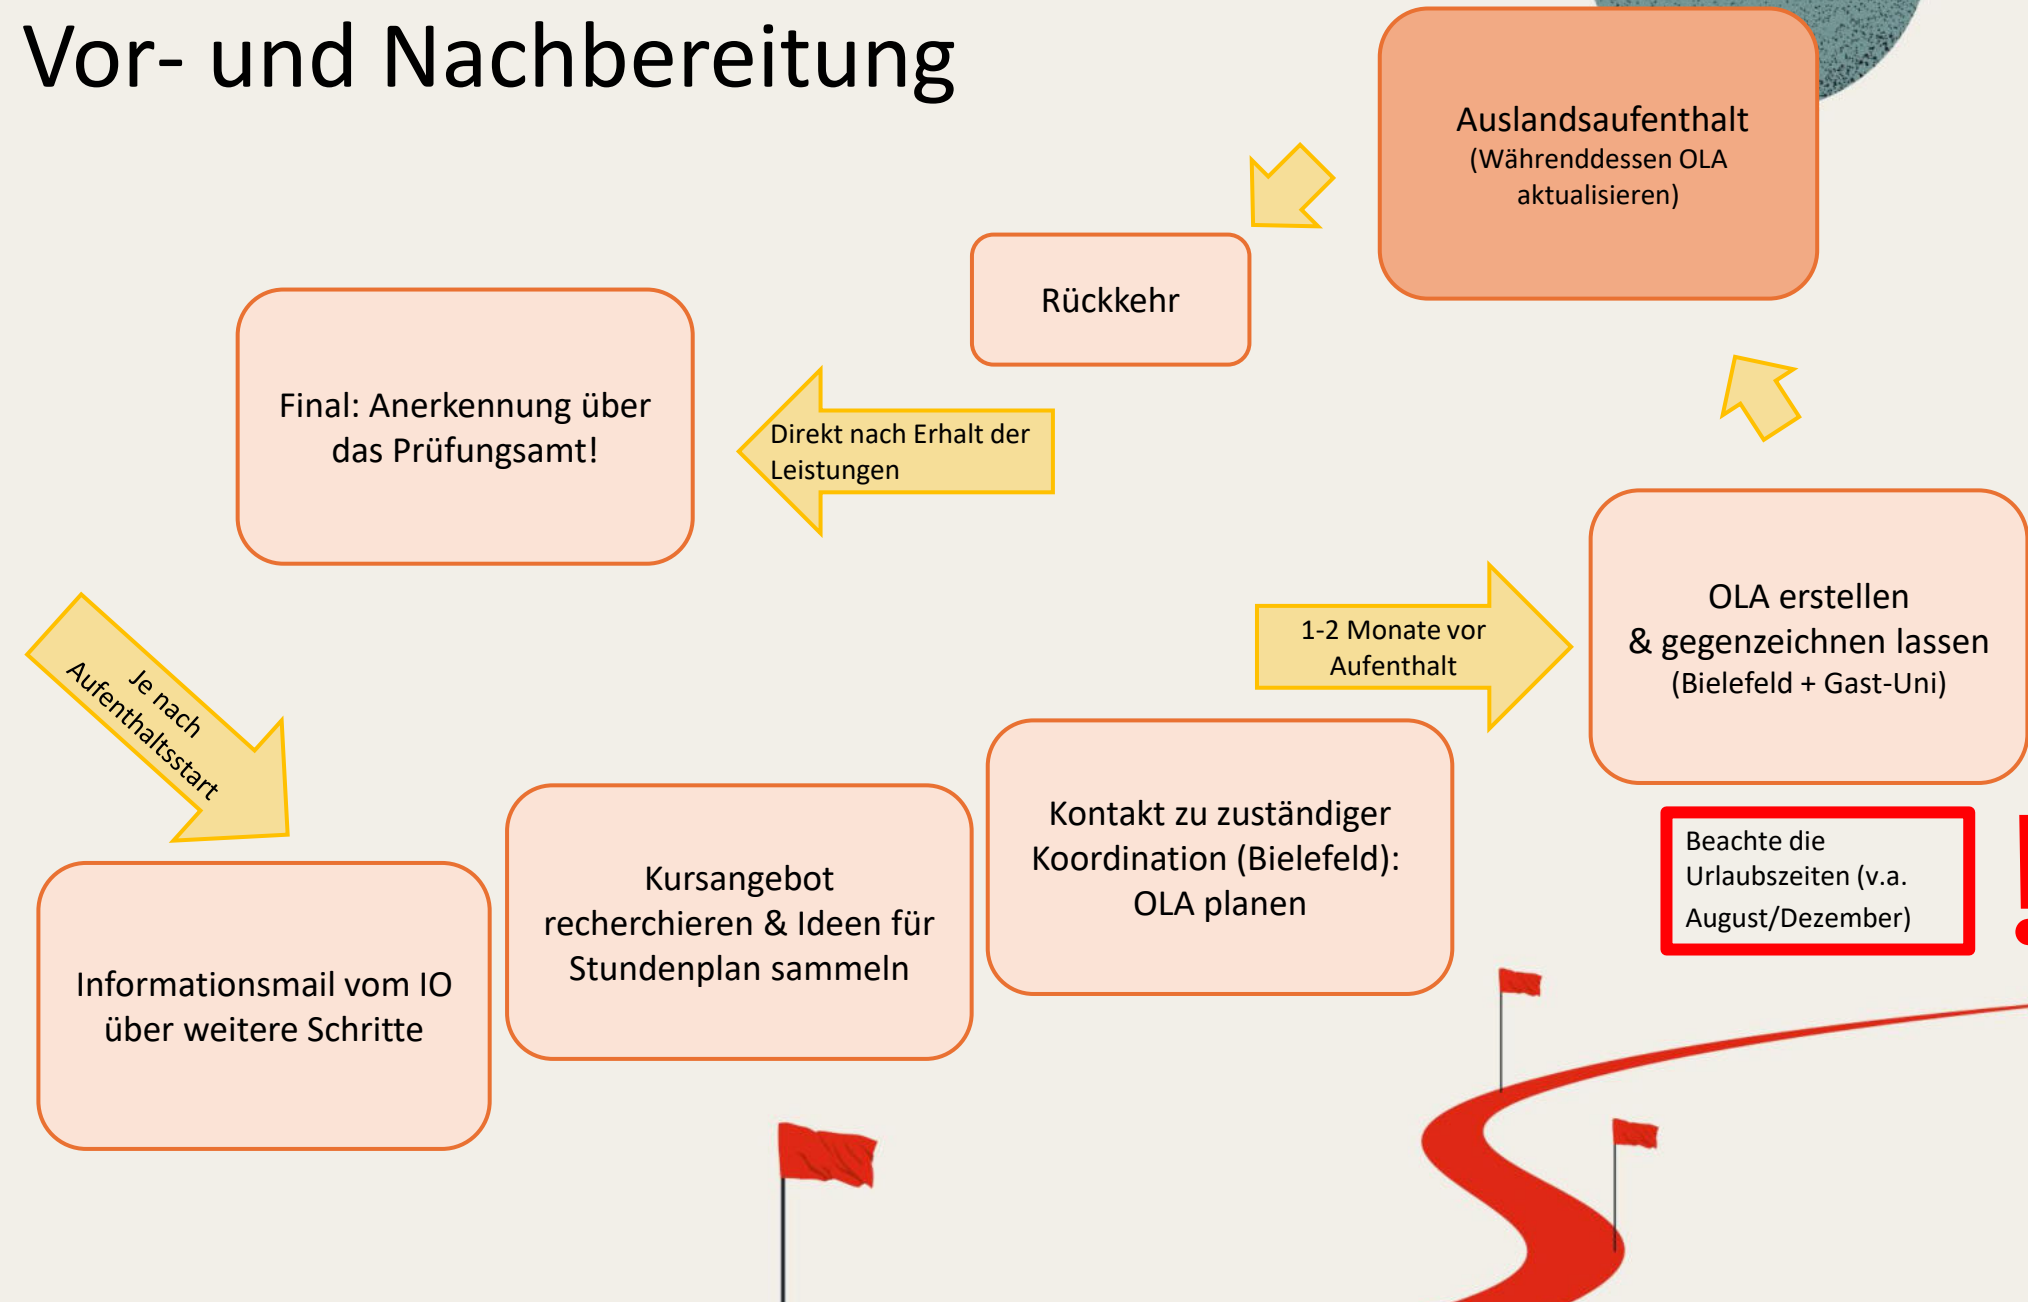 Vor- und Nachbereitung
Je nach
Aufenthaltsstart
Informationsmail vom IO
über weitere Schritte
Kursangebot
recherchieren & Ideen für
Stundenplan sammeln
Kontakt zu zuständiger
Koordination (Bielefeld):
OLA planen
1-2 Monate vor
Aufenthalt
OLA erstellen
& gegenzeichnen lassen
(Bielefeld + Gast-Uni)
Beachte die
Urlaubszeiten (v.a.
August/Dezember)
!
Auslandsaufenthalt
(Währenddessen OLA
aktualisieren)
Rückkehr
Direkt nach Erhalt der
Leistungen
Final: Anerkennung über
das Prüfungsamt!